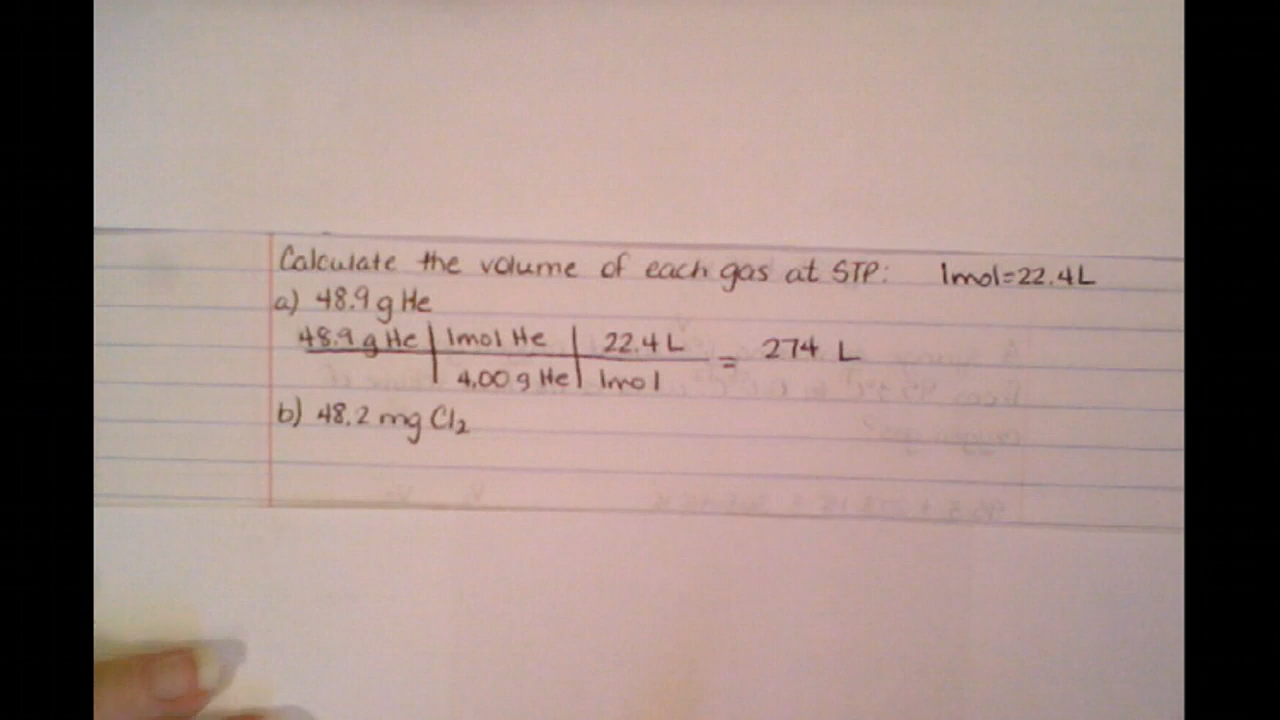 Calculate the volume of each gas at STP: 1mol=22.4L
a) 48.9 g He
48.9 g He | 1mol He | 22.4 L = 274 L
4.00 g He | 1mol
b) 48.2 mg Cl₂